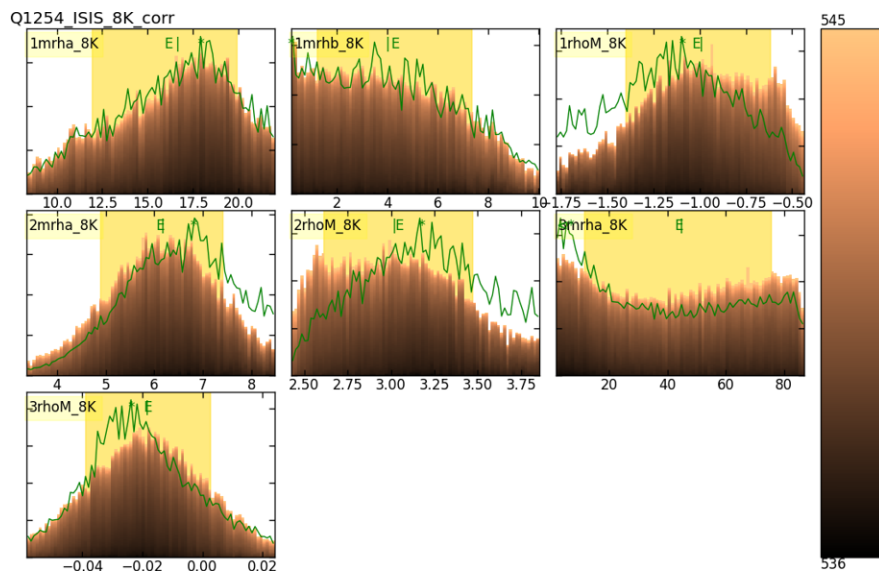 Q1254_ISIS_8K_corr
545
1mrha_8K E| *
* 1mrhb_8K |E
1rhoM_8K * E|
10.0 12.5 15.0 17.5 20.0
2 4 6 8 10
−1.75 −1.50 −1.25 −1.00 −0.75 −0.50
2mrha_8K E| *
2rhoM_8K |E *
3mrha_8K E|
4 5 6 7 8
2.50 2.75 3.00 3.25 3.50 3.75
20 40 60 80
3rhoM_8K * |E
−0.04 −0.02 0.00 0.02
536